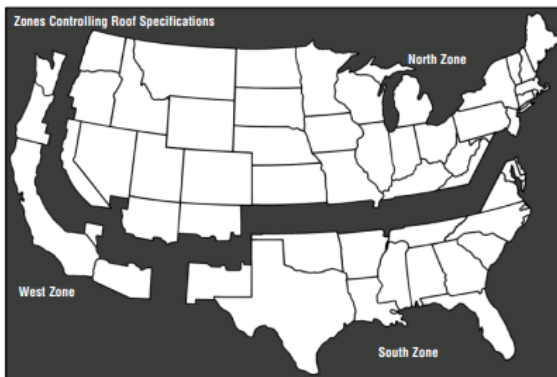 Zones Controlling Roof Specifications
North Zone
West Zone
South Zone